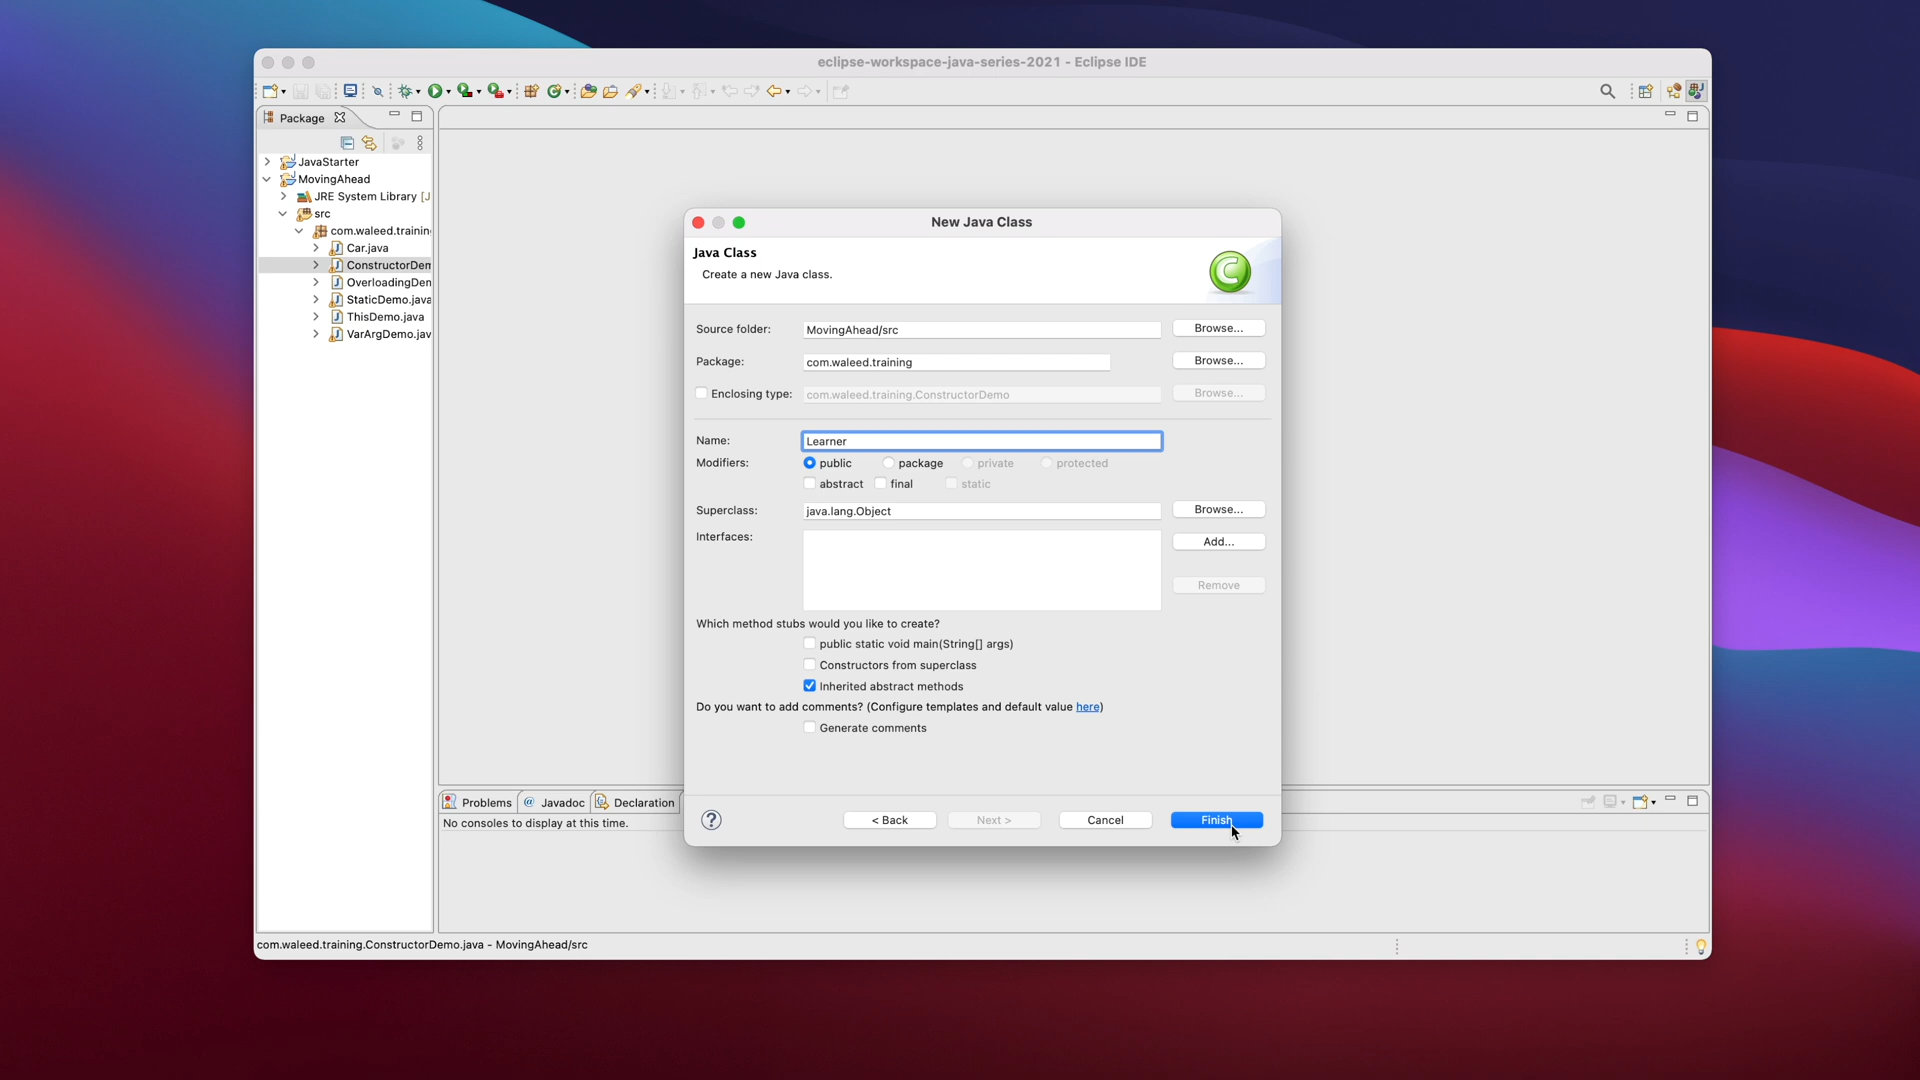 eclipse-workspace-java-series-2021 - Eclipse IDE
Package
JavaStarter
MovingAhead
JRE System Library [J
src
com.waleed.trainin
Car.java
ConstructorDem
OverloadingDem
StaticDemo.java
ThisDemo.java
VarArgDemo.jav
New Java Class
Java Class
Create a new Java class.
Source folder: MovingAhead/src Browse...
Package: com.waleed.training Browse...
Enclosing type: com.waleed.training.ConstructorDemo Browse...
Name: Learner
Modifiers: public package private protected
abstract final static
Superclass: java.lang.Object Browse...
Interfaces: Add...
Remove
Which method stubs would you like to create?
public static void main(String[] args)
Constructors from superclass
Inherited abstract methods
Do you want to add comments? (Configure templates and default value here)
Generate comments
? < Back Next > Cancel Finish
Problems @ Javadoc Declaration
No consoles to display at this time.
com.waleed.training.ConstructorDemo.java - MovingAhead/src